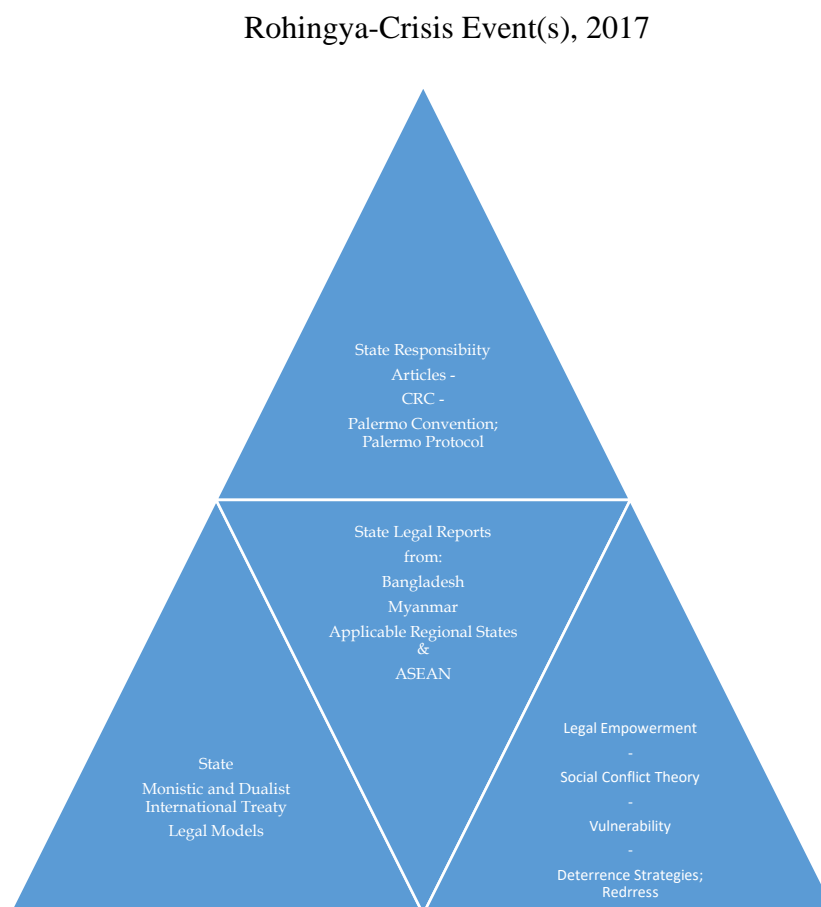 Rohingya-Crisis Event(s), 2017
State Responsibiity
Articles -
CRC -
Palermo Convention;
Palermo Protocol
State Legal Reports
from:
Bangladesh
Myanmar
Applicable Regional States
&
ASEAN
State
Monistic and Dualist
International Treaty
Legal Models
Legal Empowerment
-
Social Conflict Theory
-
Vulnerability
-
Deterrence Strategies;
Redrress